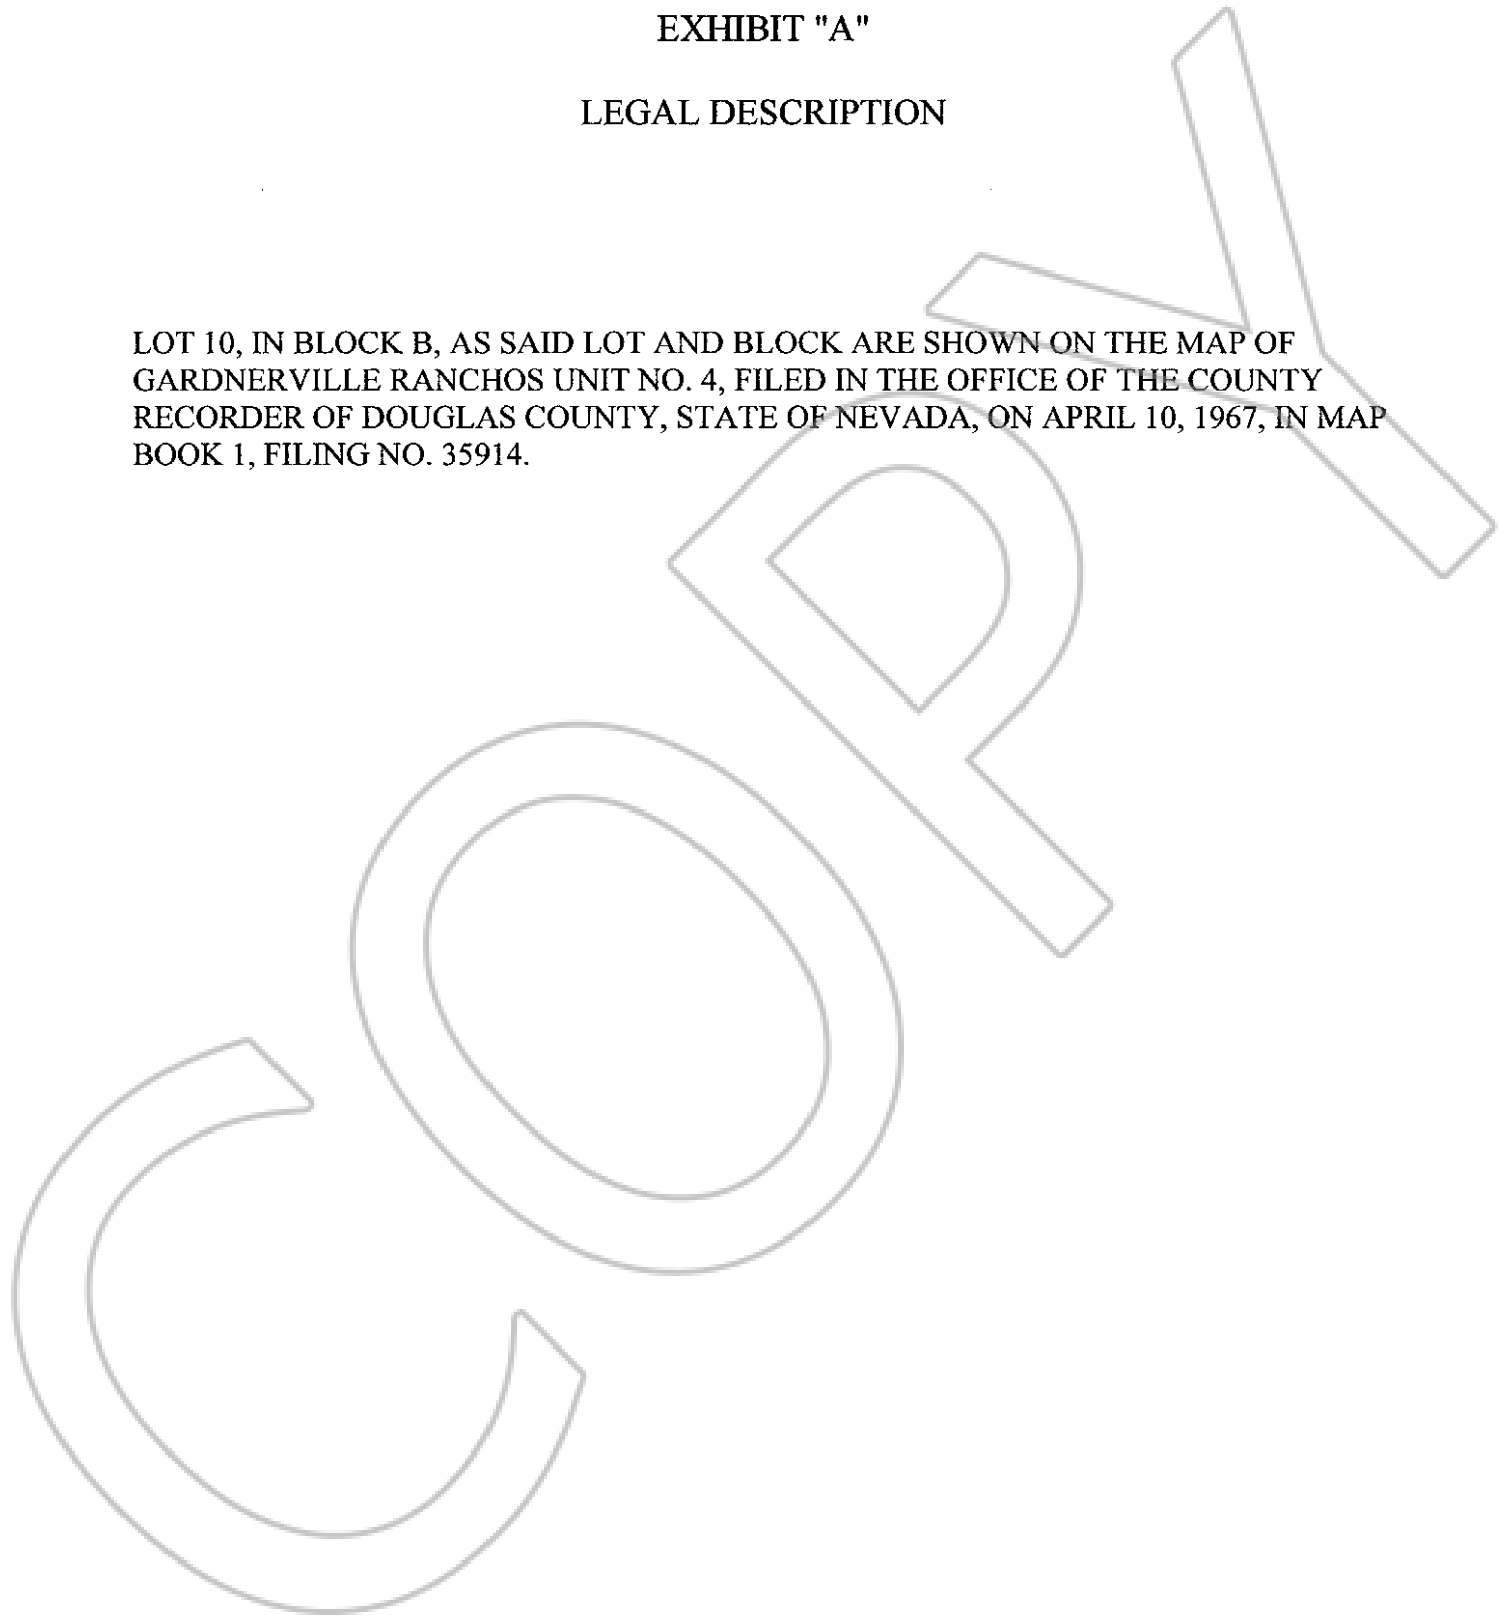 EXHIBIT "A"
LEGAL DESCRIPTION
LOT 10, IN BLOCK B, AS SAID LOT AND BLOCK ARE SHOWN ON THE MAP OF
GARDNERVILLE RANCHOS UNIT NO. 4, FILED IN THE OFFICE OF THE COUNTY
RECORDER OF DOUGLAS COUNTY, STATE OF NEVADA, ON APRIL 10, 1967, IN MAP
BOOK 1, FILING NO. 35914.
COPY